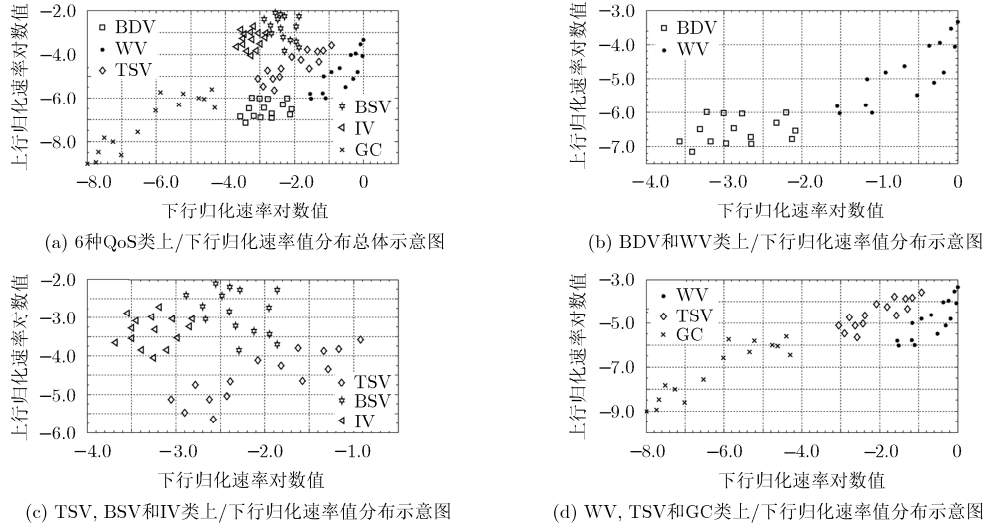 上行归化速率对数值
−2.0
−4.0
−6.0
−8.0
BDV
WV
TSV
BSV
IV
GC
−8.0 −6.0 −4.0 −2.0 0
下行归化速率对数值
(a) 6种QoS类上/下行归化速率值分布总体示意图
上行归化速率对数值
−3.0
−4.0
−5.0
−6.0
−7.0
BDV
WV
−4.0 −3.0 −2.0 −1.0 0
下行归化速率对数值
(b) BDV和WV类上/下行归化速率值分布示意图
上行归化速率对数值
−2.0
−3.0
−4.0
−5.0
−6.0
TSV
BSV
IV
−4.0 −3.0 −2.0 −1.0
下行归化速率对数值
(c) TSV, BSV和IV类上/下行归化速率值分布示意图
上行归化速率对数值
−3.0
−5.0
−7.0
−9.0
WV
TSV
GC
−8.0 −6.0 −4.0 −2.0 0
下行归化速率对数值
(d) WV, TSV和GC类上/下行归化速率值分布示意图